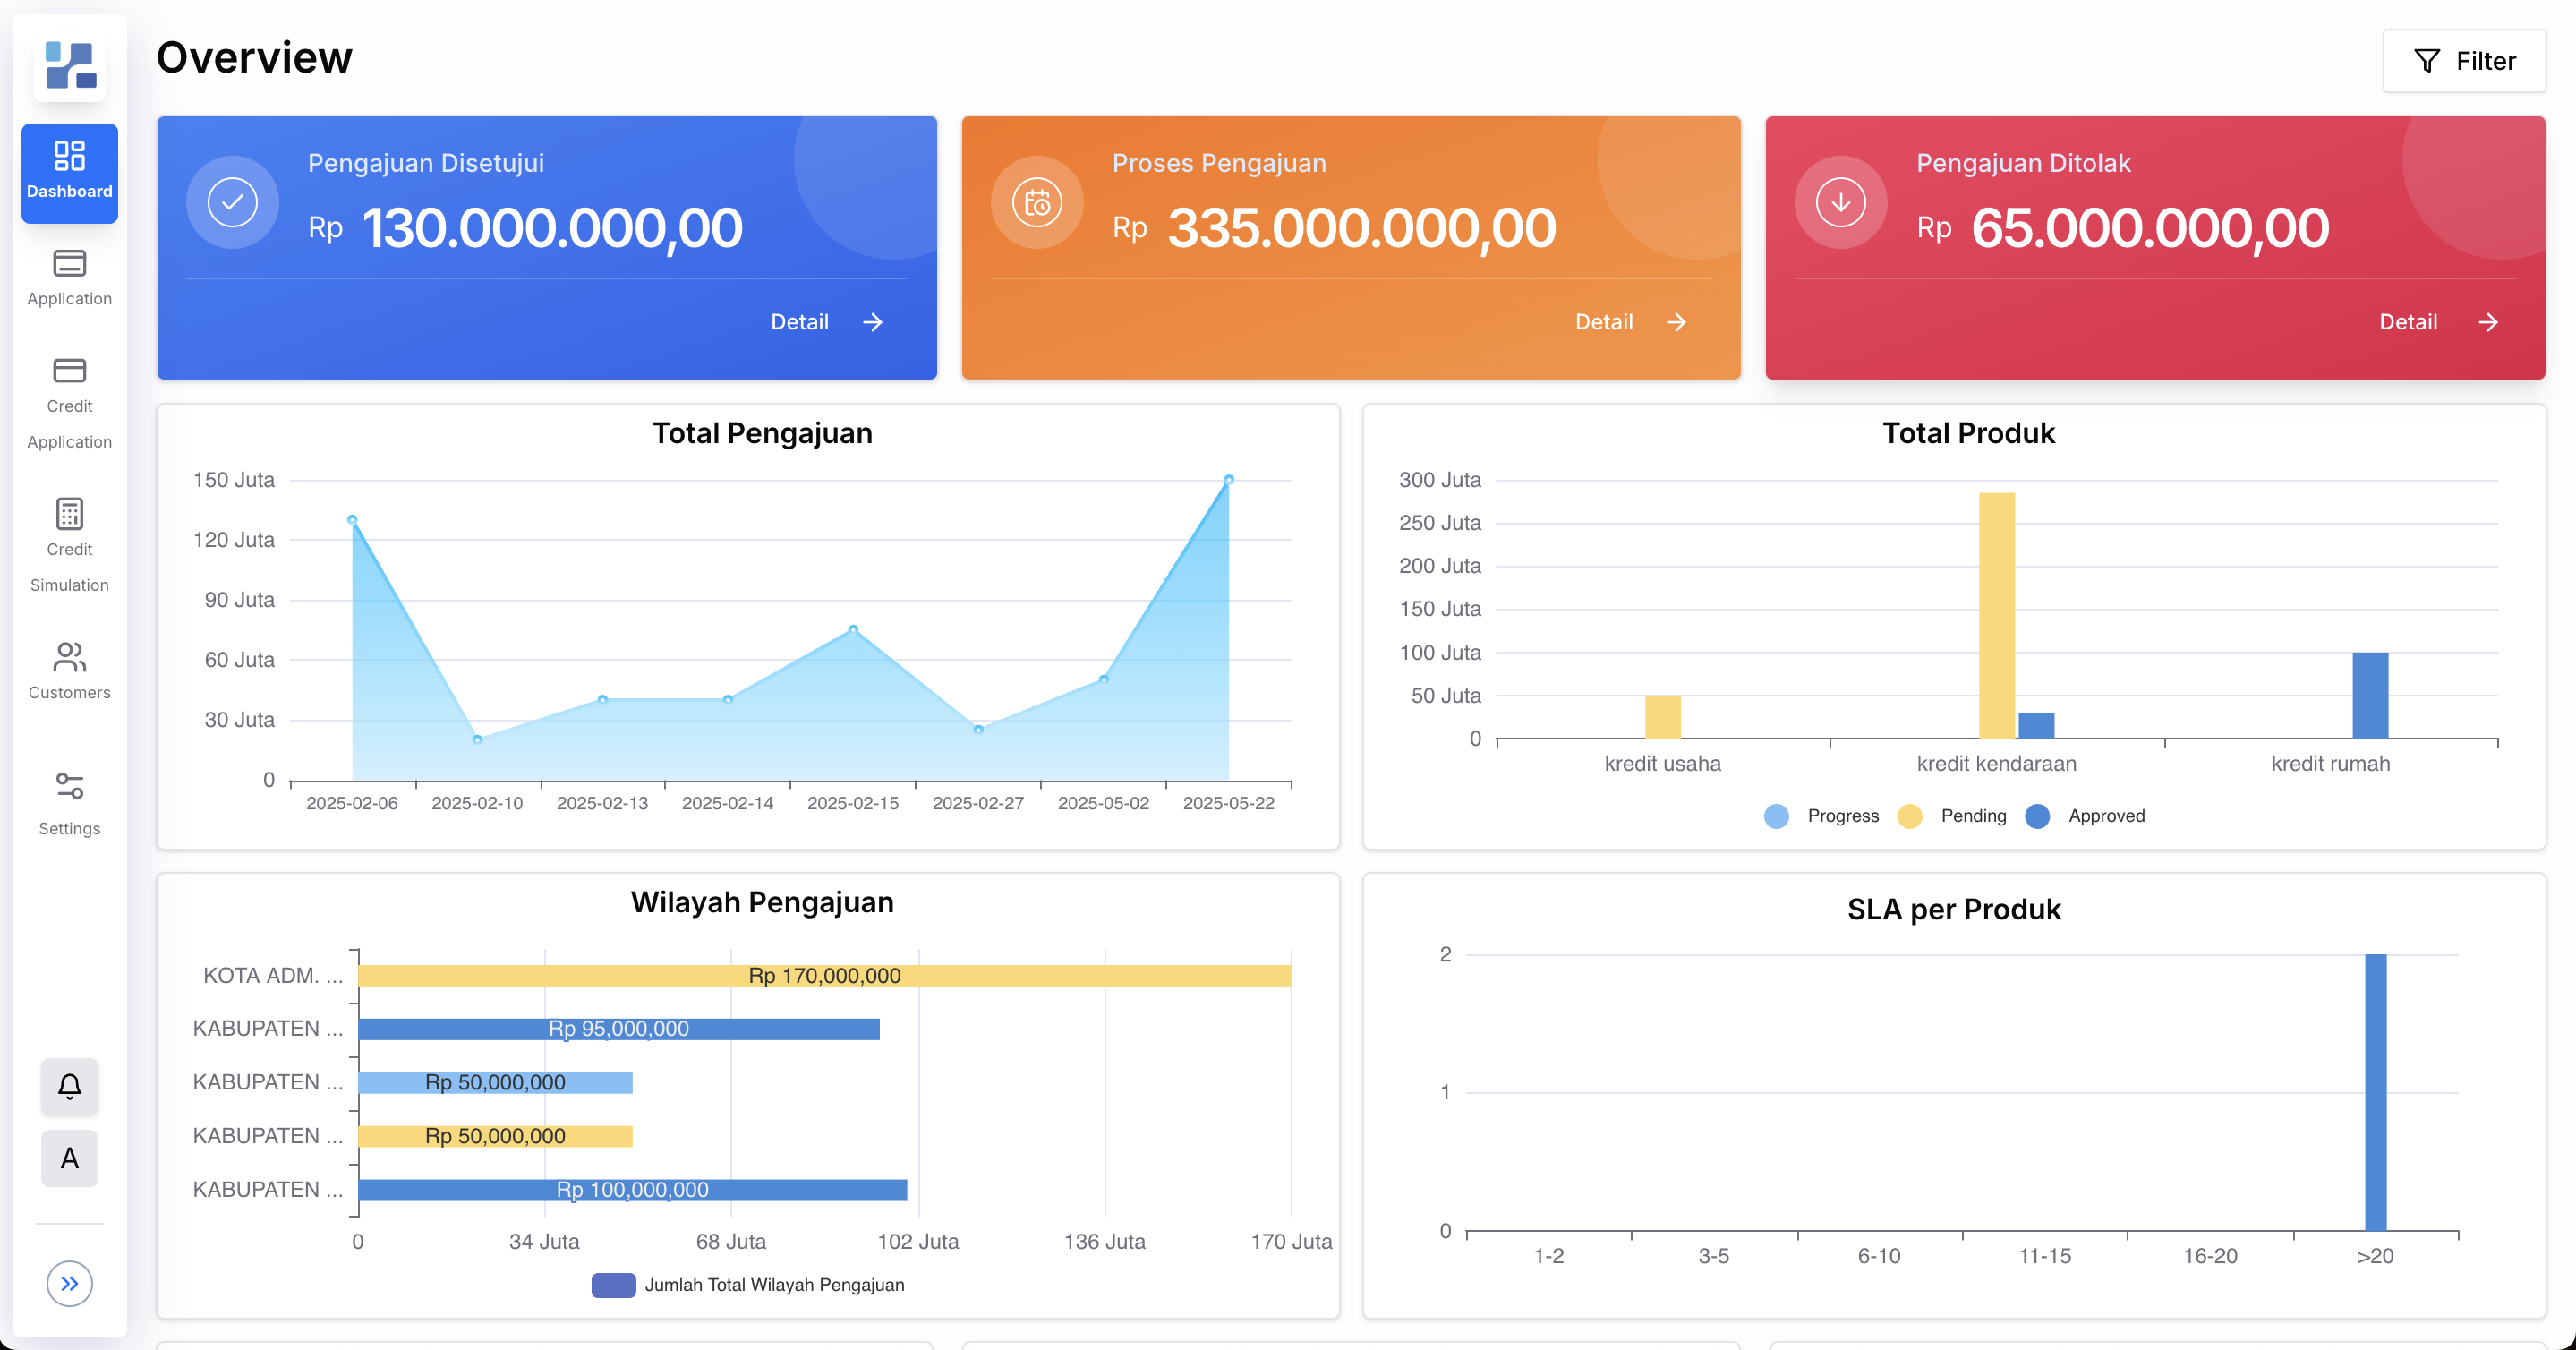 Overview
Filter
Dashboard
Application
Credit
Application
Credit
Simulation
Customers
Settings
A
Pengajuan Disetujui
Rp 130.000.000,00
Detail
Proses Pengajuan
Rp 335.000.000,00
Detail
Pengajuan Ditolak
Rp 65.000.000,00
Detail
Total Pengajuan
150 Juta
120 Juta
90 Juta
60 Juta
30 Juta
0
2025-02-06 2025-02-10 2025-02-13 2025-02-14 2025-02-15 2025-02-27 2025-05-02 2025-05-22
Total Produk
300 Juta
250 Juta
200 Juta
150 Juta
100 Juta
50 Juta
0
kredit usaha kredit kendaraan kredit rumah
Progress Pending Approved
Wilayah Pengajuan
KOTA ADM. ... Rp 170,000,000
KABUPATEN ... Rp 95,000,000
KABUPATEN ... Rp 50,000,000
KABUPATEN ... Rp 50,000,000
KABUPATEN ... Rp 100,000,000
0 34 Juta 68 Juta 102 Juta 136 Juta 170 Juta
Jumlah Total Wilayah Pengajuan
SLA per Produk
2
1
0
1-2 3-5 6-10 11-15 16-20 >20